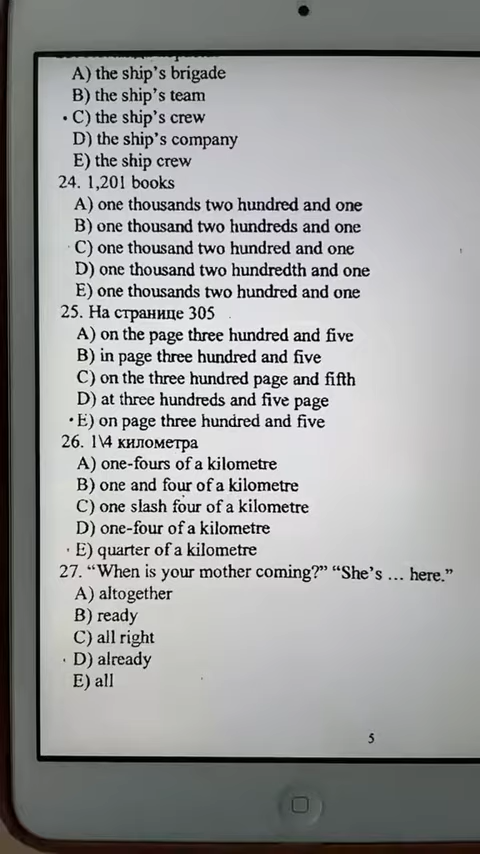 A) the ship's brigade
B) the ship's team
C) the ship's crew
D) the ship's company
E) the ship crew
24. 1,201 books
A) one thousands two hundred and one
B) one thousand two hundreds and one
C) one thousand two hundred and one
D) one thousand two hundredth and one
E) one thousands two hundred and one
25. На странице 305
A) on the page three hundred and five
B) in page three hundred and five
C) on the three hundred page and fifth
D) at three hundreds and five page
E) on page three hundred and five
26. 1\4 километра
A) one-fours of a kilometre
B) one and four of a kilometre
C) one slash four of a kilometre
D) one-four of a kilometre
E) quarter of a kilometre
27. “When is your mother coming?” “She's ... here.”
A) altogether
B) ready
C) all right
D) already
E) all
5